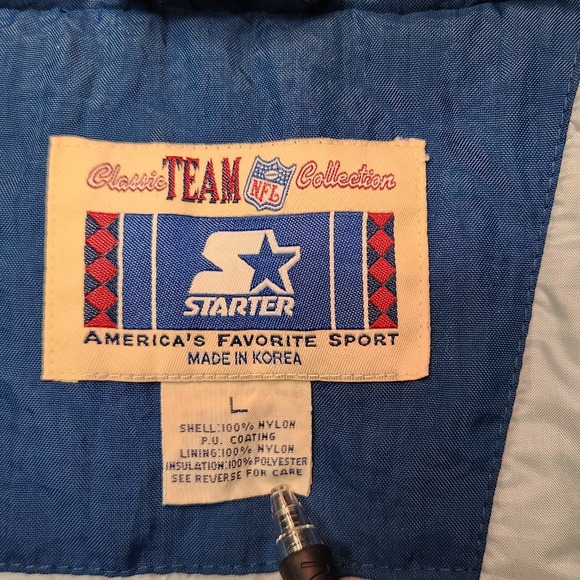 Classic TEAM NFL Collection
STARTER
AMERICA'S FAVORITE SPORT
MADE IN KOREA
L
SHELL:100% NYLON
P.U. COATING
LINING:100% NYLON
INSULATION:100% POLYESTER
SEE REVERSE FOR CARE